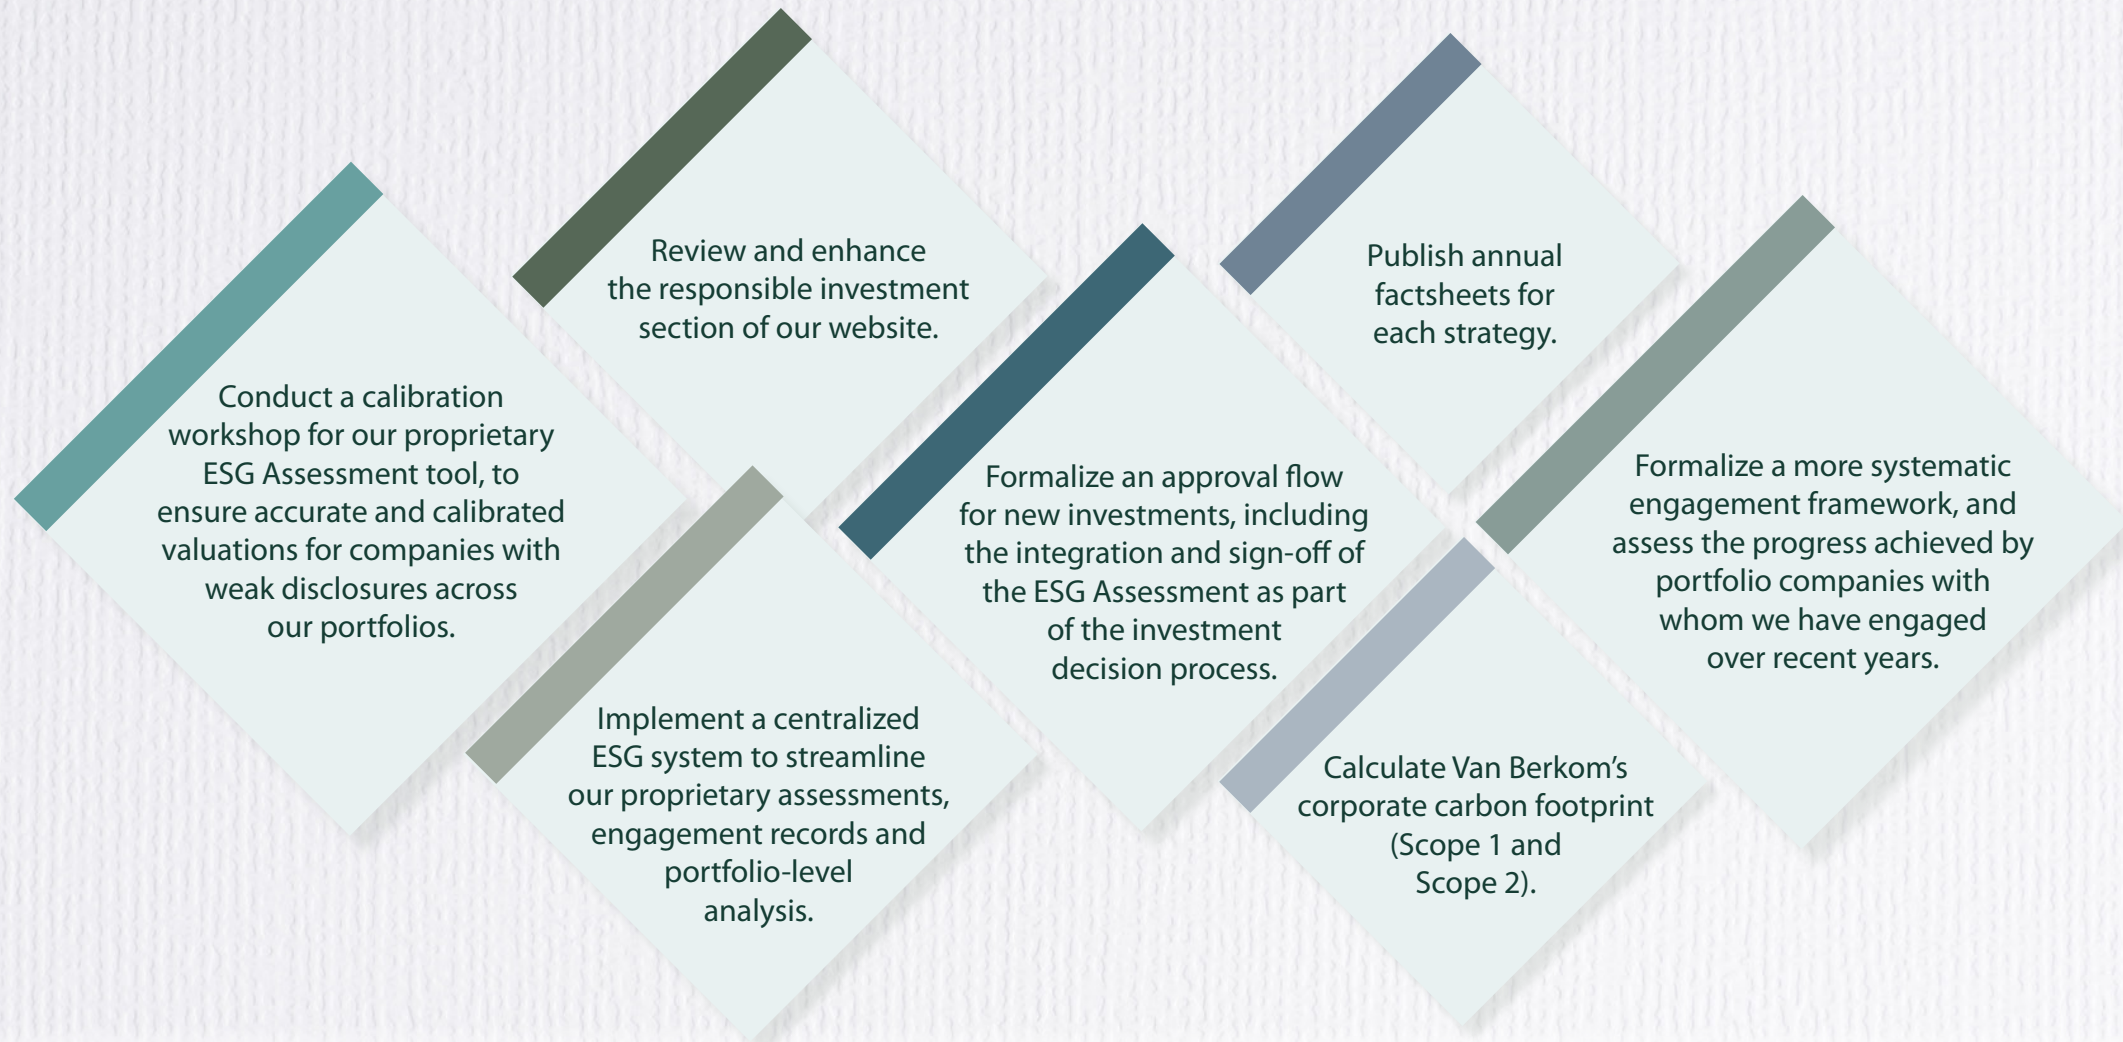 Conduct a calibration
workshop for our proprietary
ESG Assessment tool, to
ensure accurate and calibrated
valuations for companies with
weak disclosures across
our portfolios.
Review and enhance
the responsible investment
section of our website.
Implement a centralized
ESG system to streamline
our proprietary assessments,
engagement records and
portfolio-level
analysis.
Formalize an approval flow
for new investments, including
the integration and sign-off of
the ESG Assessment as part
of the investment
decision process.
Publish annual
factsheets for
each strategy.
Calculate Van Berkom’s
corporate carbon footprint
(Scope 1 and
Scope 2).
Formalize a more systematic
engagement framework, and
assess the progress achieved by
portfolio companies with
whom we have engaged
over recent years.